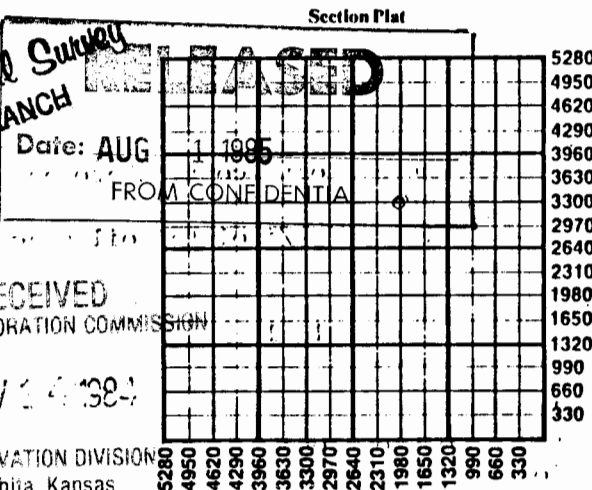 Section Plat
l Survey
RELEASED
ANCH
Date: AUG 1 1985
FROM CONFIDENTIA
ECEIVED
ORATION COMMISSION
1984
VATION DIVISION
hita, Kansas
5280
4950
4620
4290
3960
3630
3300
2970
2640
2310
1980
1650
1320
990
660
330
5280 4950 4620 4290 3960 3630 3300 2970 2640 2310 1980 1650 1320 990 660 330